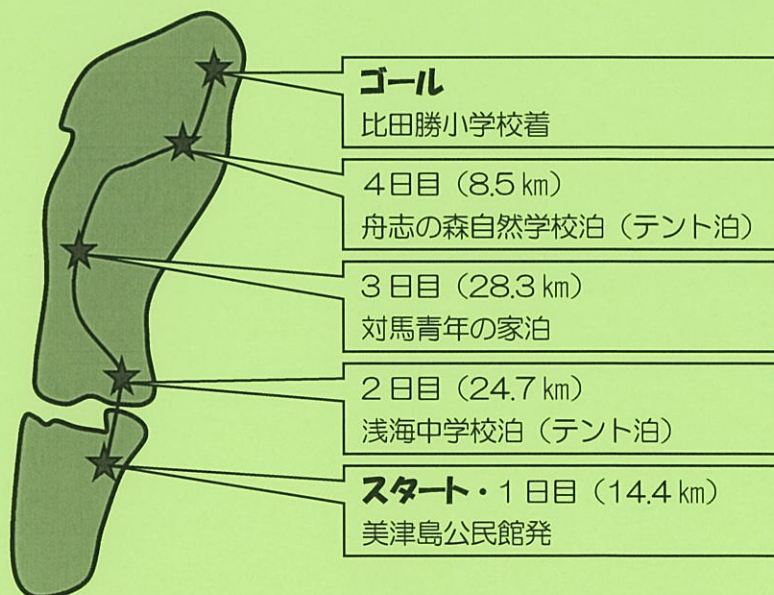 ゴール
比田勝小学校着
4日目（8.5㎞）
舟志の森自然学校泊（テント泊）
3日目（28.3㎞）
対馬青年の家泊
2日目（24.7㎞）
浅海中学校泊（テント泊）
スタート・1日目（14.4㎞）
美津島公民館発